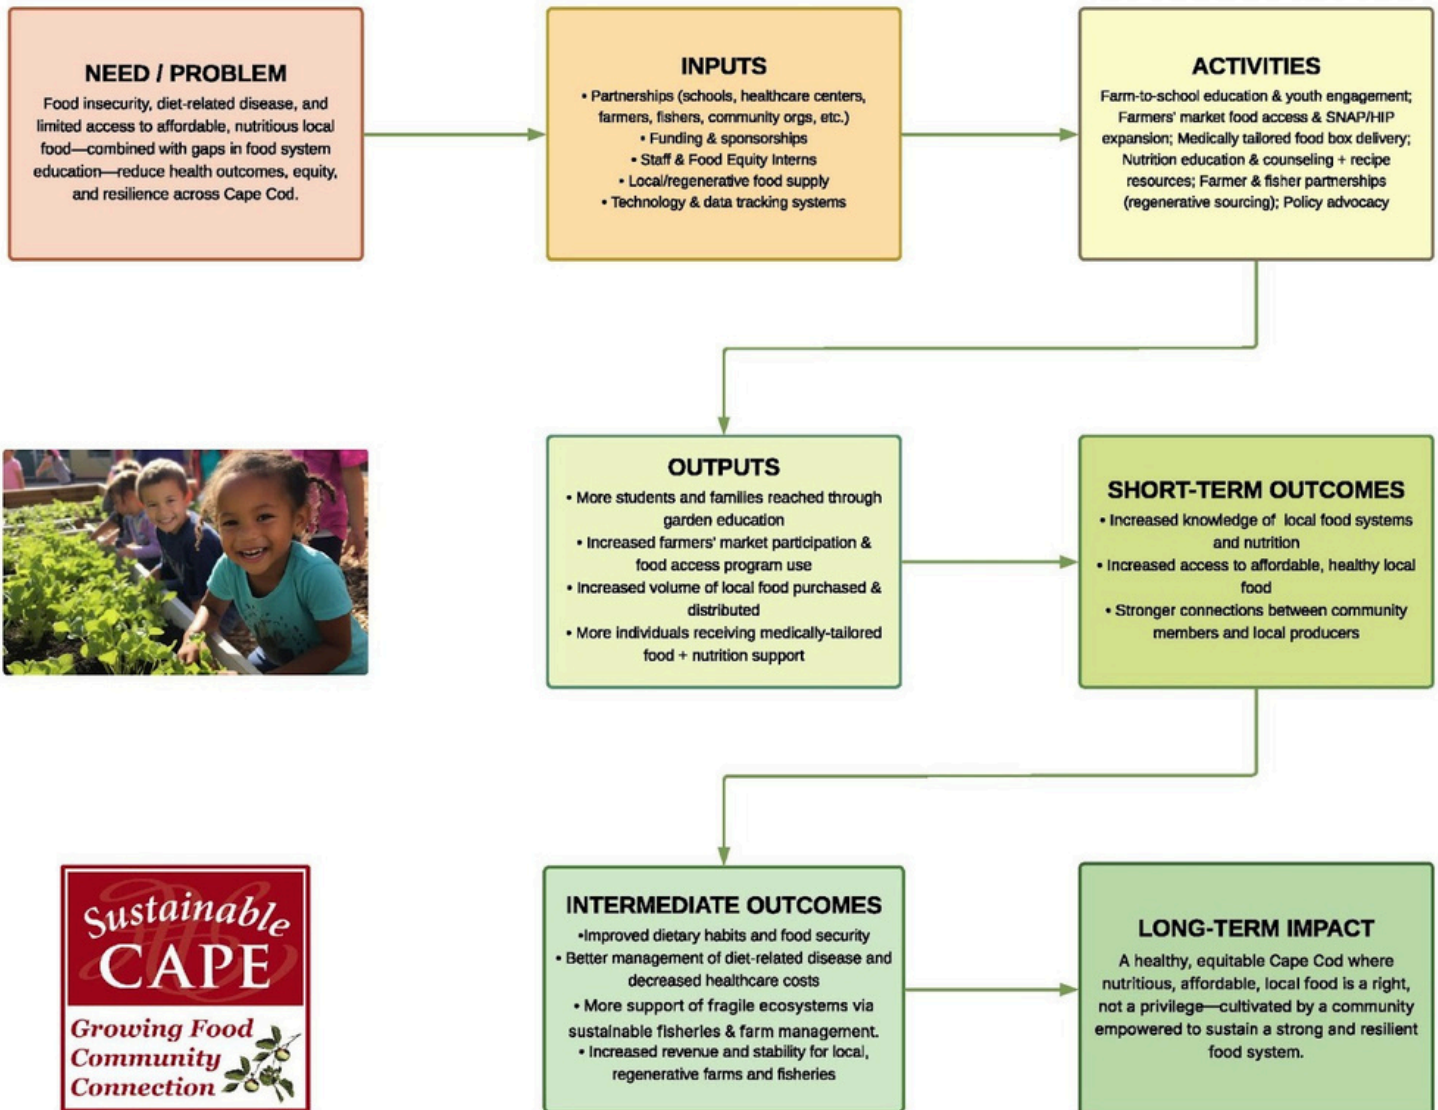 NEED / PROBLEM
Food insecurity, diet-related disease, and
limited access to affordable, nutritious local
food—combined with gaps in food system
education—reduce health outcomes, equity,
and resilience across Cape Cod.
INPUTS
• Partnerships (schools, healthcare centers,
farmers, fishers, community orgs, etc.)
• Funding & sponsorships
• Staff & Food Equity Interns
• Local/regenerative food supply
• Technology & data tracking systems
ACTIVITIES
Farm-to-school education & youth engagement;
Farmers' market food access & SNAP/HIP
expansion; Medically tailored food box delivery;
Nutrition education & counseling + recipe
resources; Farmer & fisher partnerships
(regenerative sourcing); Policy advocacy
OUTPUTS
• More students and families reached through
garden education
• Increased farmers' market participation &
food access program use
• Increased volume of local food purchased &
distributed
• More individuals receiving medically-tailored
food + nutrition support
SHORT-TERM OUTCOMES
• Increased knowledge of local food systems
and nutrition
• Increased access to affordable, healthy local
food
• Stronger connections between community
members and local producers
Sustainable
CAPE
Growing Food
Community
Connection
INTERMEDIATE OUTCOMES
•Improved dietary habits and food security
• Better management of diet-related disease and
decreased healthcare costs
• More support of fragile ecosystems via
sustainable fisheries & farm management.
• Increased revenue and stability for local,
regenerative farms and fisheries
LONG-TERM IMPACT
A healthy, equitable Cape Cod where
nutritious, affordable, local food is a right,
not a privilege—cultivated by a community
empowered to sustain a strong and resilient
food system.